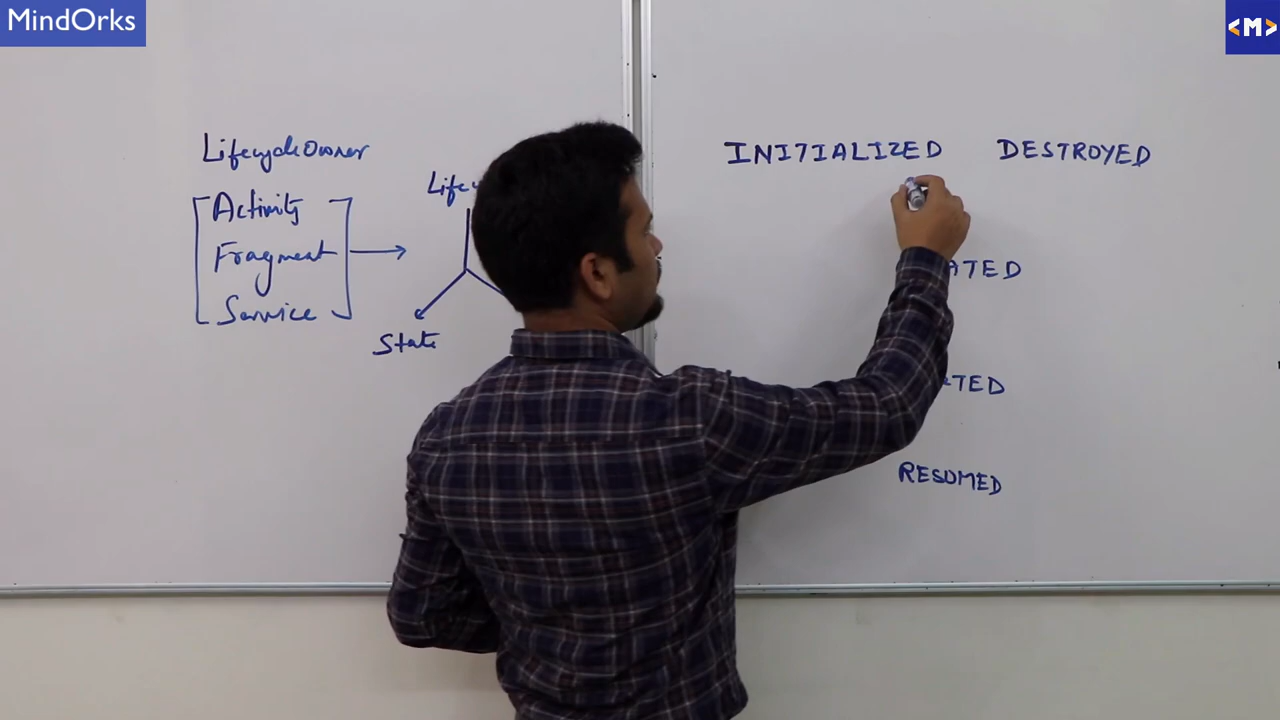 MindOrks
<M>
LifecycleOwner
Activity
Fragment
Service
State
INITIALIZED
DESTROYED
RESUMED